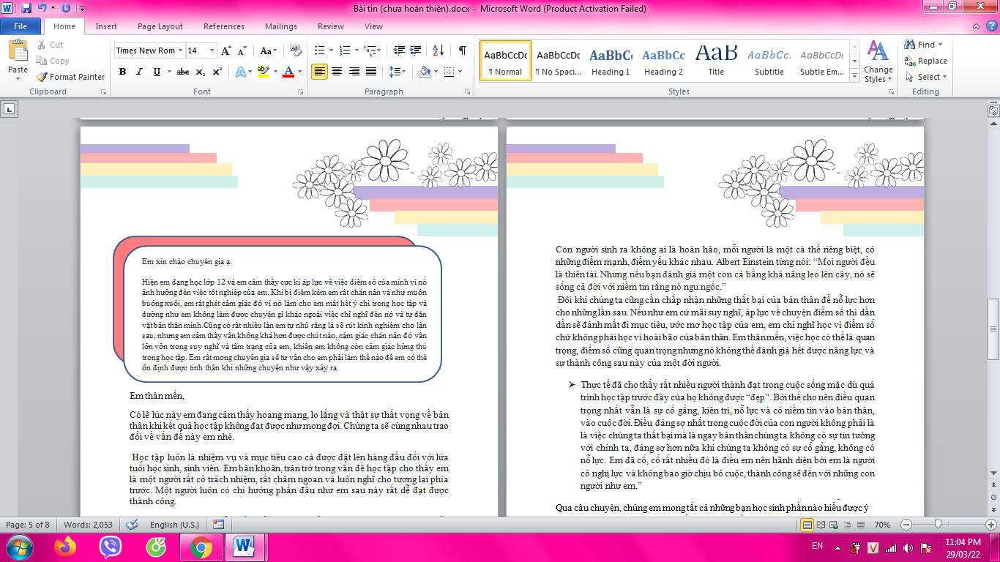 Bài tin (chưa hoàn thiện).docx - Microsoft Word (Product Activation Failed)
File Home Insert Page Layout References Mailings Review View
Paste
Cut
Copy
Format Painter
Clipboard
Times New Rom 14
Font
Paragraph
AaBbCcDc AaBbCcDc AaBbC AaBbCc AaB AaBbCc. AaBbCcDc
¶ Normal ¶ No Spaci... Heading 1 Heading 2 Title Subtitle Subtle Em...
Change Styles
Styles
Find
Replace
Select
Editing
Em xin chào chuyên gia ạ.
Hiện em đang học lớp 12 và em cảm thấy cực kì áp lực về việc điểm số của mình vì nó
ảnh hưởng đến việc tốt nghiệp của em. Khi bị điểm kém em rất chán nản và như muốn
buông xuôi, em rất ghét cảm giác đó vì nó làm cho em mất hết ý chí trong học tập và
dường như em không làm được chuyện gì khác ngoài việc chỉ nghĩ đến nó và tự dằn
vặt bản thân mình.Cũng có rất nhiều lần em tự nhủ rằng là sẽ rút kinh nghiệm cho lần
sau, nhưng em cảm thấy vẫn không khá hơn được chút nào, cảm giác chán nản đó vẫn
lởn vởn trong suy nghĩ và tâm trạng của em, khiến em không còn cảm giác hứng thú
trong học tập. Em rất mong chuyên gia sẽ tư vấn cho em phải làm thế nào để em có thể
ổn định được tinh thần khi những chuyện như vậy xảy ra
Em thân mến,
Có lẽ lúc này em đang cảm thấy hoang mang, lo lắng và thật sự thất vọng về bản
thân khi kết quả học tập không đạt được như mong đợi. Chúng ta sẽ cùng nhau trao
đổi về vấn đề này em nhé.
Học tập luôn là nhiệm vụ và mục tiêu cao cả được đặt lên hàng đầu đối với lứa
tuổi học sinh, sinh viên. Em băn khoăn, trăn trở trong vấn đề học tập cho thấy em
là một người rất có trách nhiệm, rất chăm ngoan và luôn nghĩ cho tương lai phía
trước. Một người luôn có chí hướng phấn đấu như em sau này rất dễ đạt được
thành công.
Con người sinh ra không ai là hoàn hảo, mỗi người là một cá thể riêng biệt, có
những điểm mạnh, điểm yếu khác nhau. Albert Einstein từng nói: “Mọi người đều
là thiên tài. Nhưng nếu bạn đánh giá một con cá bằng khả năng leo lên cây, nó sẽ
sống cả đời với niềm tin rằng nó ngu ngốc.”
Đôi khi chúng ta cũng cần chấp nhận những thất bại của bản thân để nỗ lực hơn
cho những lần sau. Nếu như em cứ mãi suy nghĩ, áp lực về chuyện điểm số thì dần
dần sẽ đánh mất đi mục tiêu, ước mơ học tập của em, em chỉ nghĩ học vì điểm số
chứ không phải học vì hoài bão của bản thân. Em thân mến, việc học có thể là quan
trọng, điểm số cũng quan trọng nhưng nó không thể đánh giá hết được năng lực và
sự thành công sau này của một đời người.
➢ Thực tế đã cho thấy rất nhiều người thành đạt trong cuộc sống mặc dù quá
trình học tập trước đây của họ không được “đẹp”. Bởi thế cho nên điều quan
trọng nhất vẫn là sự cố gắng, kiên trì, nỗ lực và có niềm tin vào bản thân,
vào cuộc đời. Điều đáng sợ nhất trong cuộc đời của con người không phải là
là việc chúng ta thất bại mà là ngay bản thân chúng ta không có sự tin tưởng
với chính ta, đáng sợ hơn nữa khi chúng ta không có sự cố gắng, không có
nỗ lực. Em đã cố, cố rất nhiều đó là điều em nên hãnh diện bởi em là người
có nghị lực và không bao giờ chịu bỏ cuộc, thành công sẽ đến với những con
người như em.”
Qua câu chuyện, chúng em mong tất cả những bạn học sinh phần nào hiểu được ý
Page: 5 of 8 Words: 2,053 English (U.S.) 70%
EN 11:04 PM
29/03/22